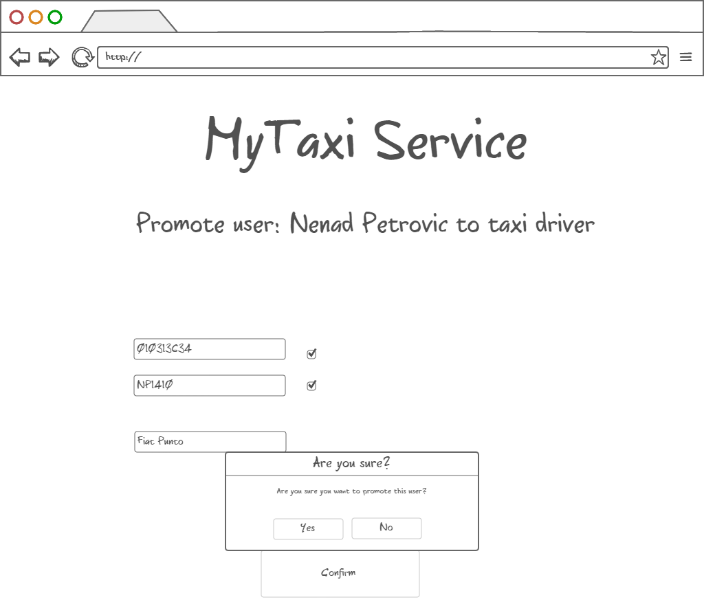 http://
MyTaxi Service
Promote user: Nenad Petrovic to taxi driver
010313C34
NP1410
Fiat Punto
Are you sure?
Are you sure you want to promote this user?
Yes
No
Confirm